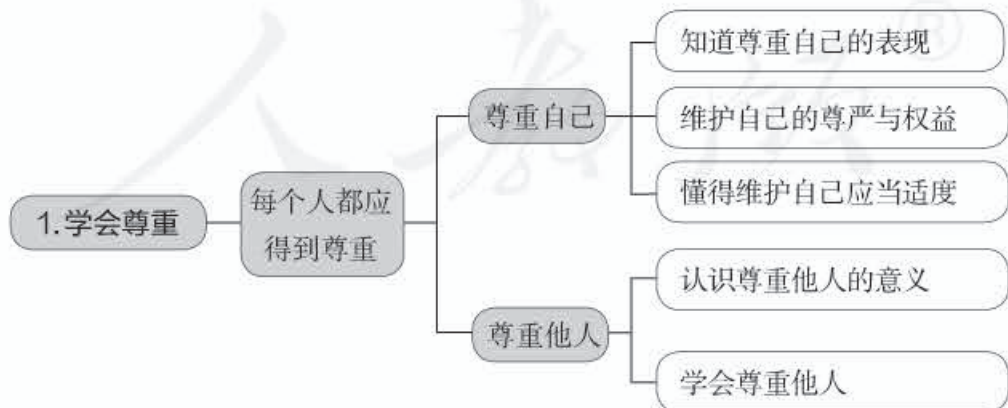 1.学会尊重
每个人都应
得到尊重
尊重自己
知道尊重自己的表现
维护自己的尊严与权益
懂得维护自己应当适度
尊重他人
认识尊重他人的意义
学会尊重他人
人教版®